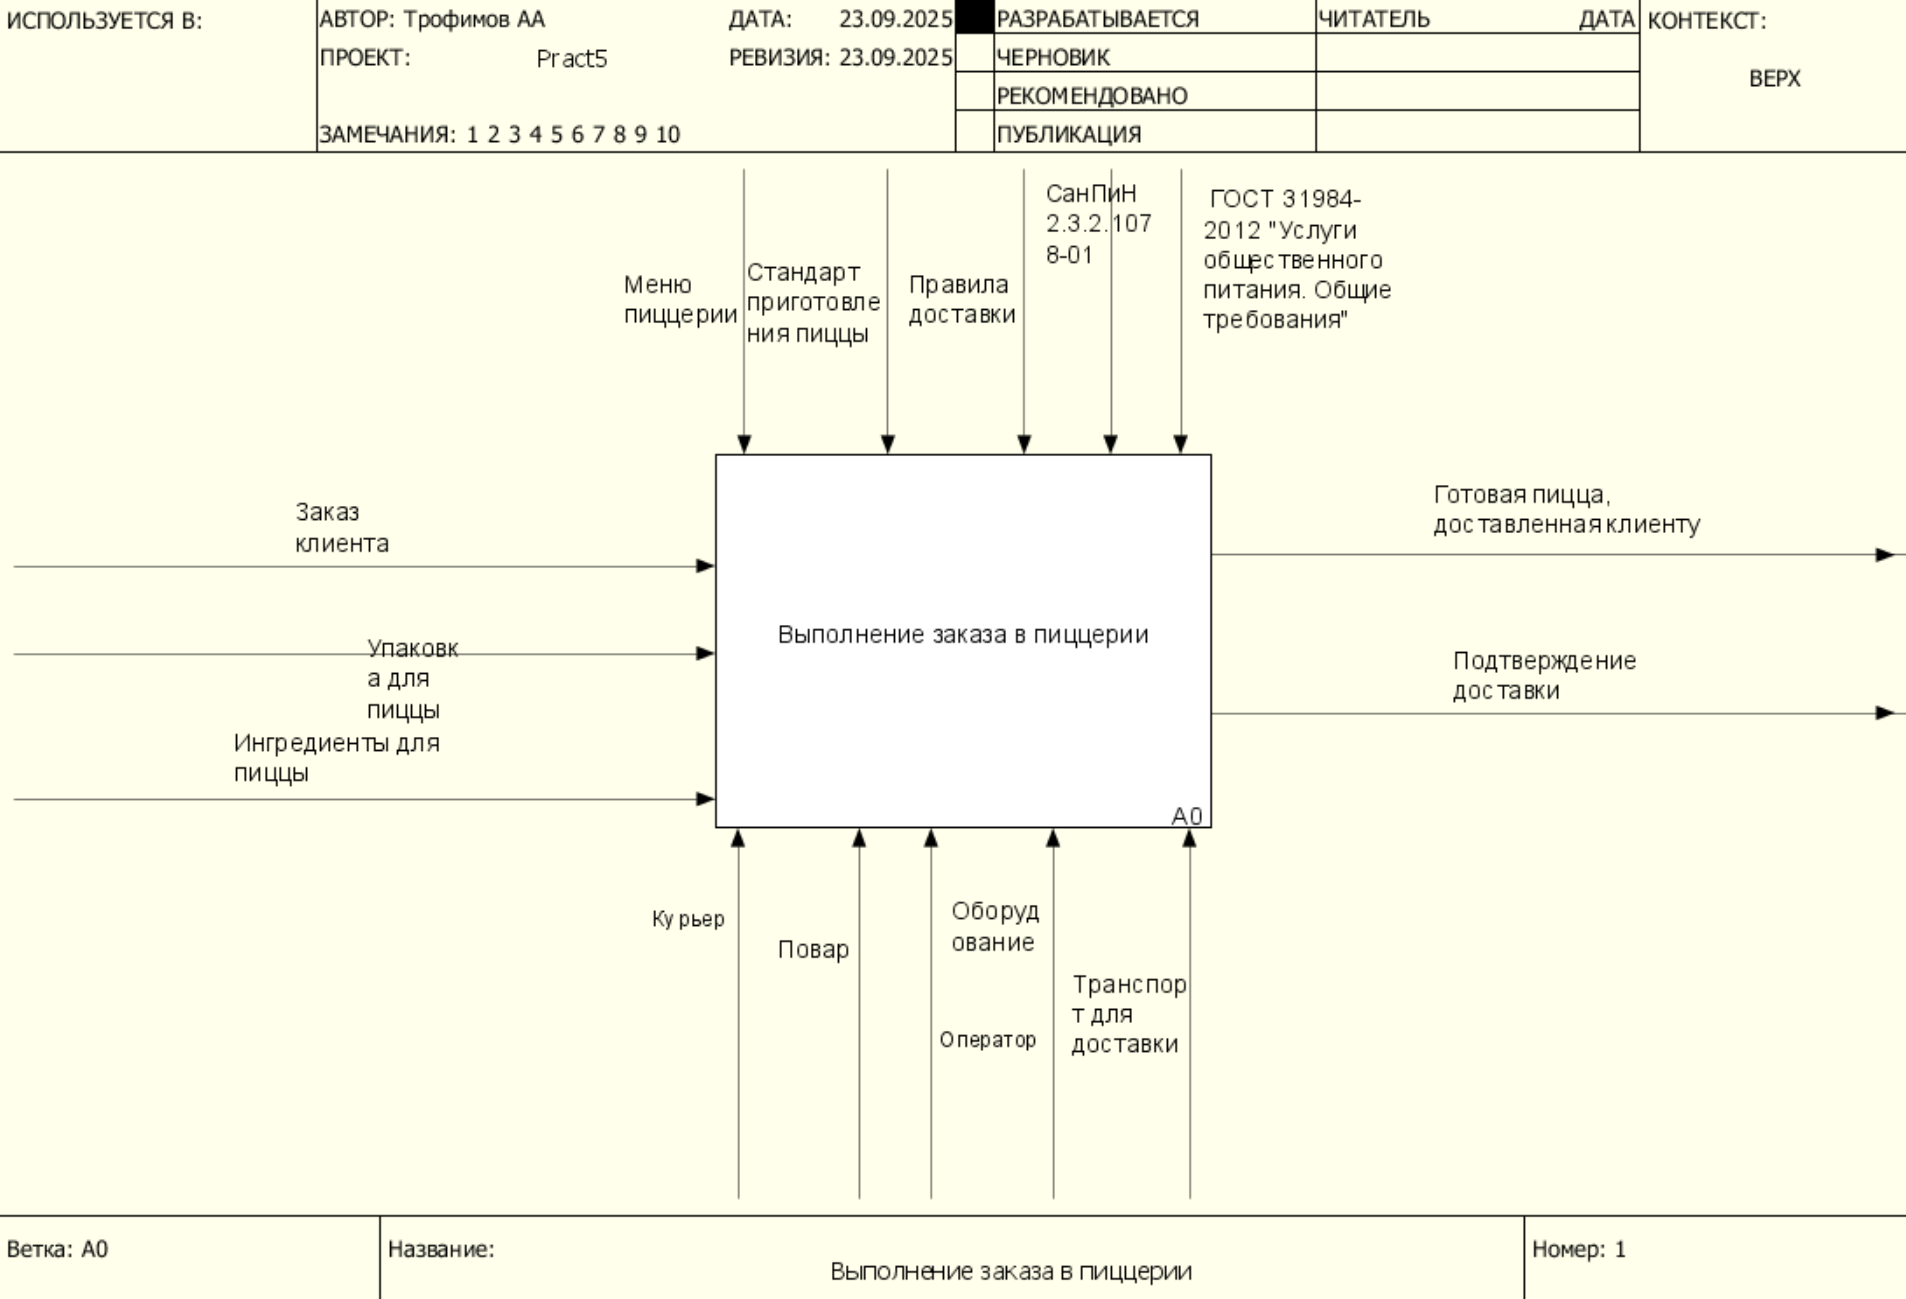 ИСПОЛЬЗУЕТСЯ В:
АВТОР: Трофимов АА
ДАТА: 23.09.2025
РАЗРАБАТЫВАЕТСЯ
ЧИТАТЕЛЬ
ДАТА
КОНТЕКСТ:
ПРОЕКТ: Pract5
РЕВИЗИЯ: 23.09.2025
ЧЕРНОВИК
ВЕРХ
РЕКОМЕНДОВАНО
ЗАМЕЧАНИЯ: 1 2 3 4 5 6 7 8 9 10
ПУБЛИКАЦИЯ
Меню
пиццерии
Стандарт
приготовле
ния пиццы
Правила
доставки
СанПиН
2.3.2.107
8-01
ГОСТ 31984-
2012 "Услуги
общественного
питания. Общие
требования"
Заказ
клиента
Упаковк
а для
пиццы
Ингредиенты для
пиццы
Выполнение заказа в пиццерии
A0
Готовая пицца,
доставленная клиенту
Подтверждение
доставки
Курьер
Повар
Оператор
Оборуд
ование
Транспор
т для
доставки
Ветка: A0
Название:
Выполнение заказа в пиццерии
Номер: 1